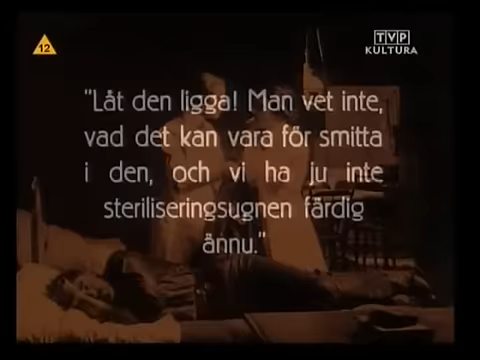 12
TVP
KULTURA
"Låt den ligga! Man vet inte,
vad det kan vara för smitta
i den, och vi ha ju inte
steriliseringsugnen färdig
ännu."